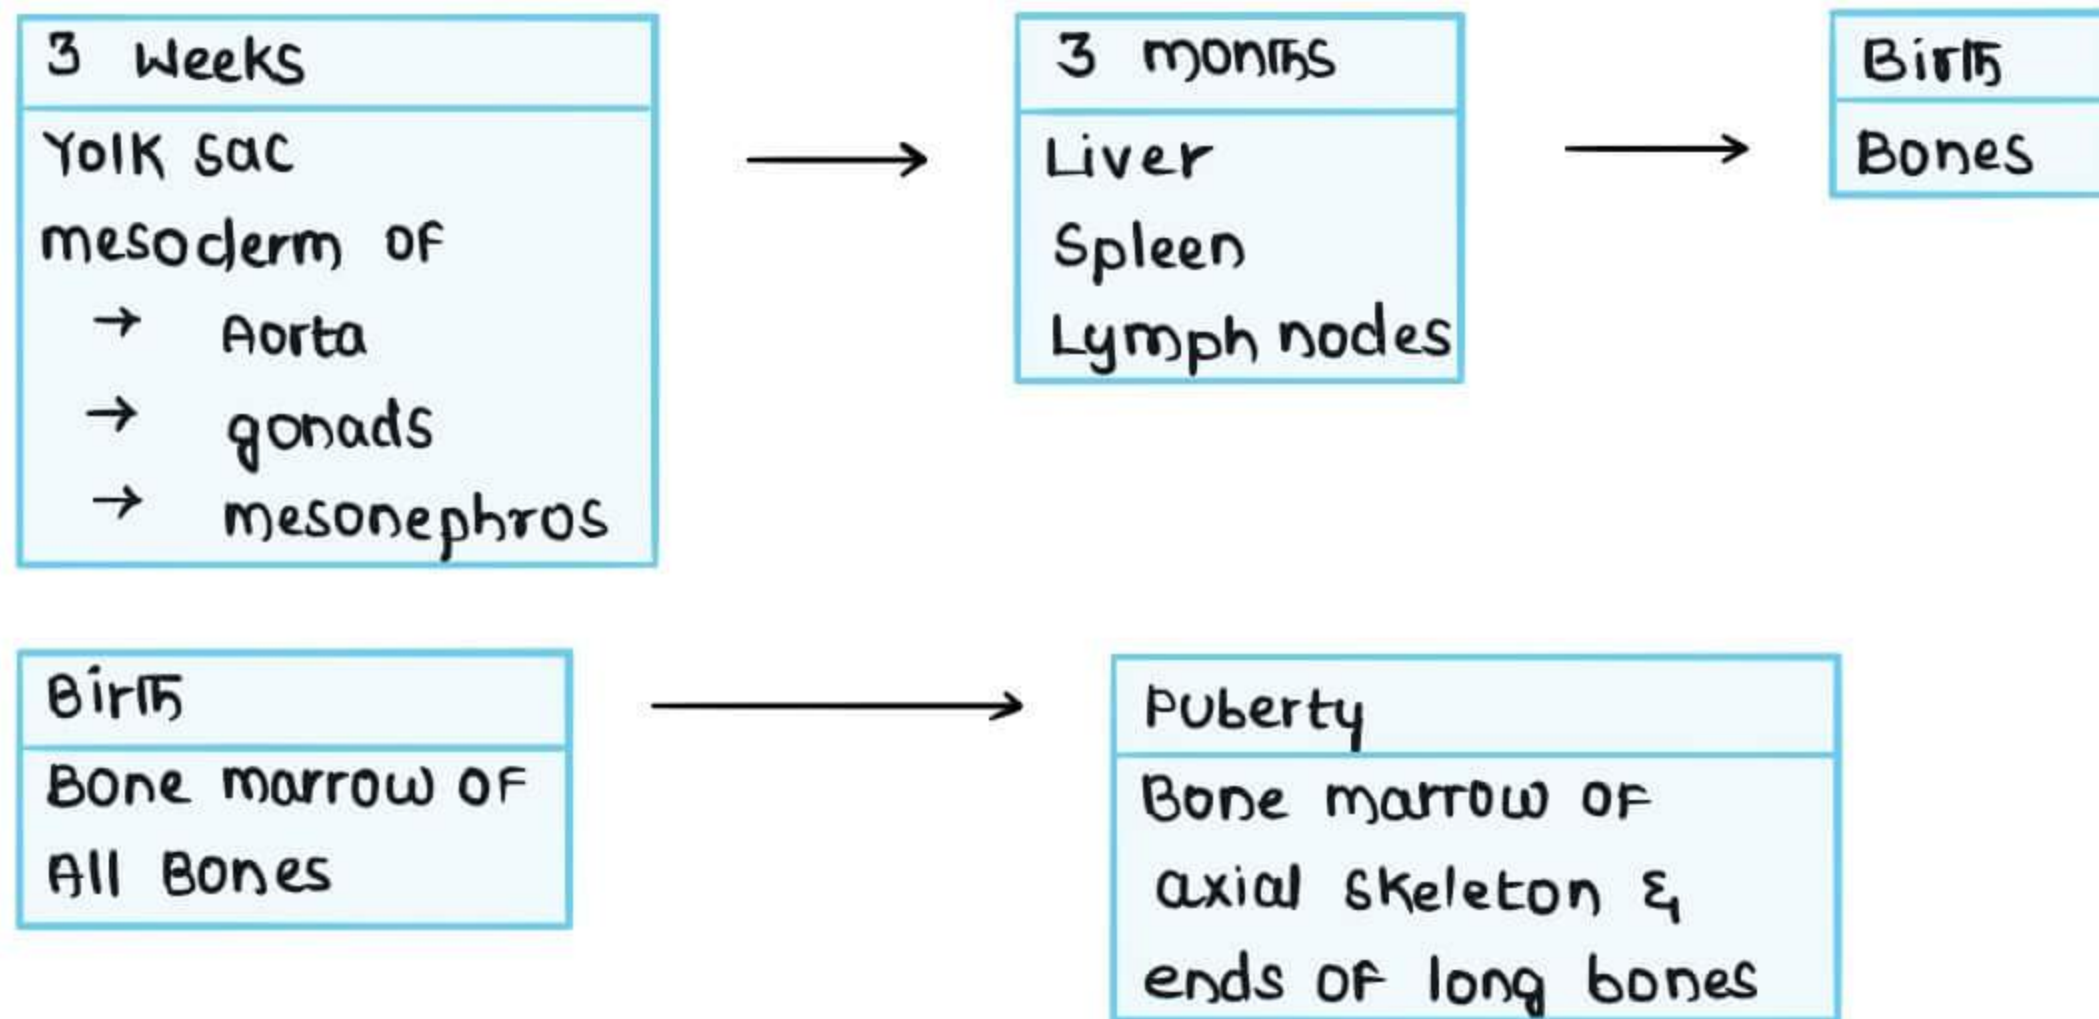 3 Weeks
Yolk sac
mesoderm of
→ Aorta
→ gonads
→ mesonephros
3 months
Liver
Spleen
Lymph nodes
Birth
Bones
Birth
Bone marrow of
All Bones
Puberty
Bone marrow of
axial skeleton &
ends of long bones